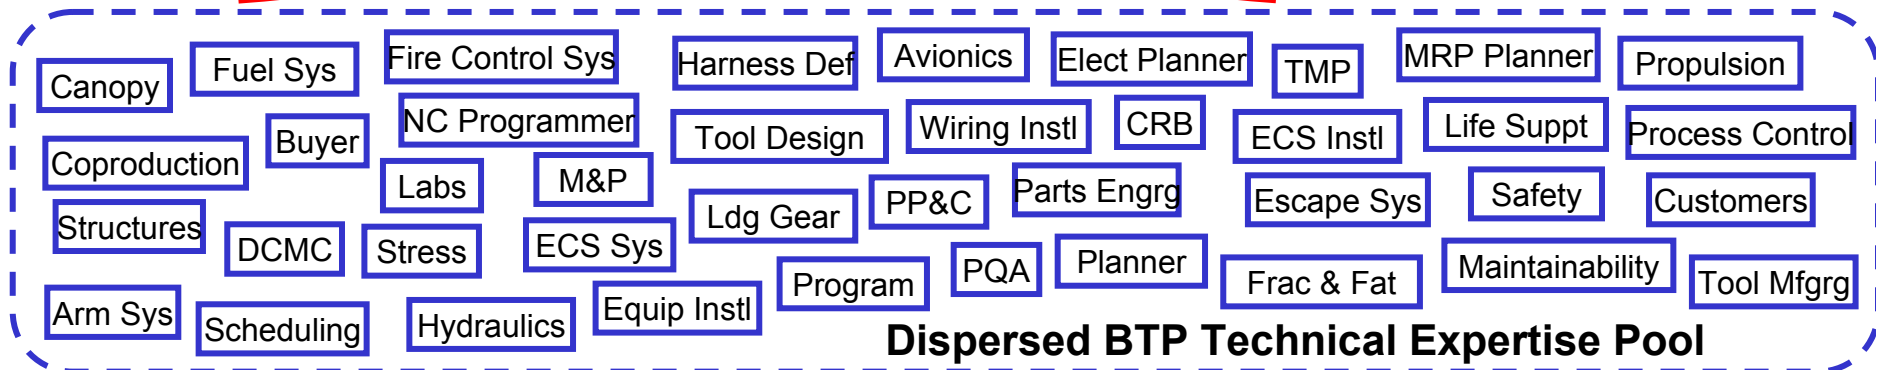 Canopy
Fuel Sys
Fire Control Sys
Harness Def
Avionics
Elect Planner
TMP
MRP Planner
Propulsion
Coproduction
Buyer
NC Programmer
Tool Design
Wiring Instl
CRB
ECS Instl
Life Suppt
Process Control
Structures
Labs
M&P
Ldg Gear
PP&C
Parts Engrg
Escape Sys
Safety
Customers
DCMC
Stress
ECS Sys
Program
PQA
Planner
Frac & Fat
Maintainability
Tool Mfgrg
Arm Sys
Scheduling
Hydraulics
Equip Instl
Dispersed BTP Technical Expertise Pool